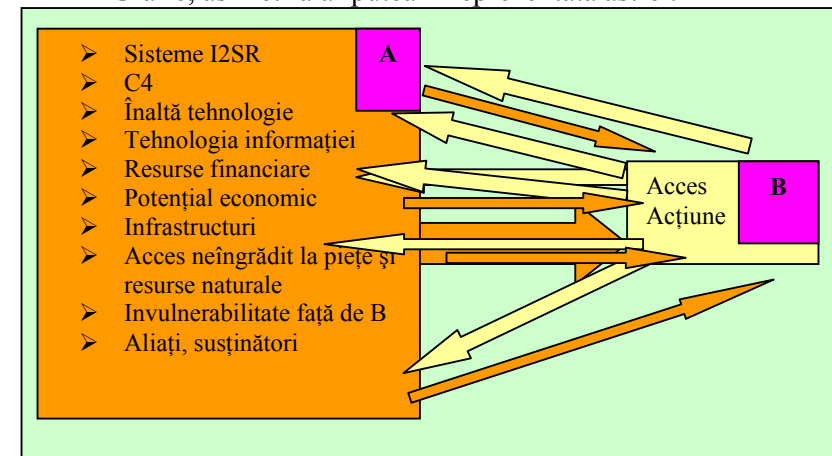 ➢ Sisteme I2SR
➢ C4
➢ Înaltă tehnologie
➢ Tehnologia informației
➢ Resurse financiare
➢ Potențial economic
➢ Infrastructuri
➢ Acces neîngrădit la piețe şi
resurse naturale
➢ Invulnerabilitate față de B
➢ Aliați, susținători
A
Acces
Acțiune
B